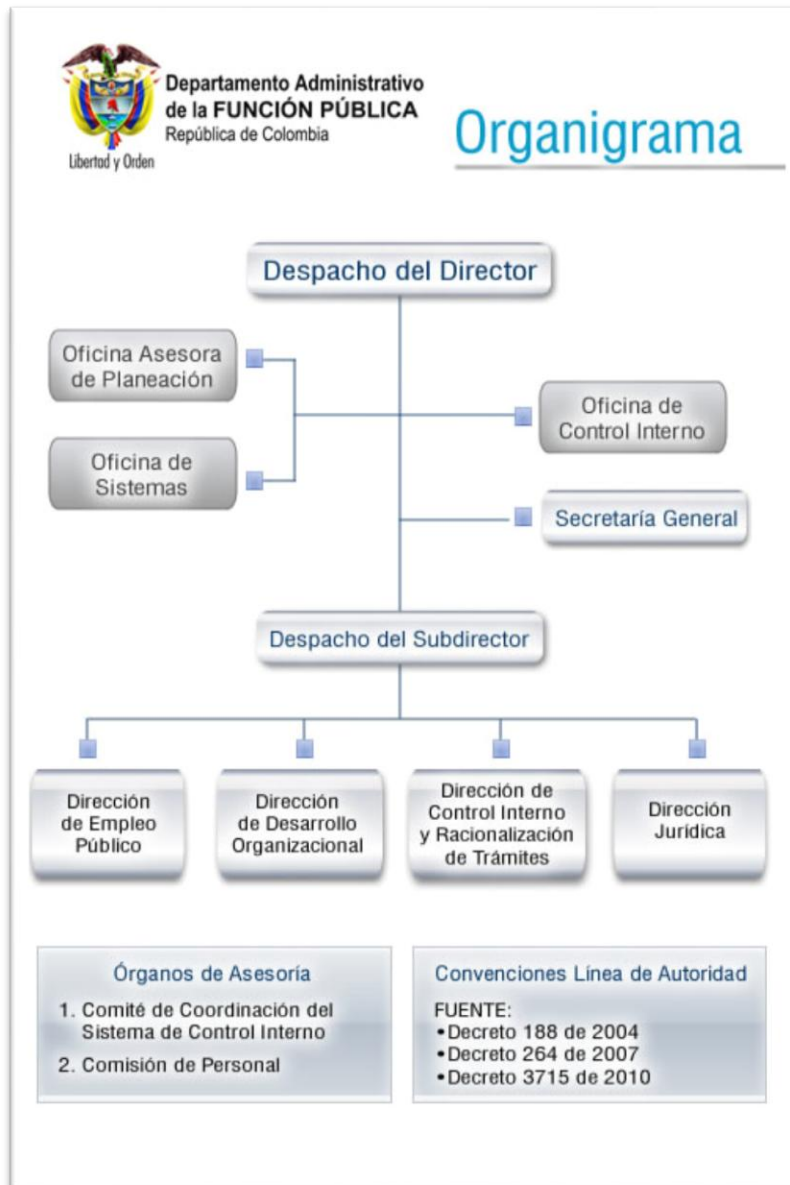 Departamento Administrativo
de la FUNCIÓN PÚBLICA
República de Colombia
Libertad y Orden
Organigrama
Despacho del Director
Oficina Asesora
de Planeación
Oficina de
Sistemas
Oficina de
Control Interno
Secretaría General
Despacho del Subdirector
Dirección
de Empleo
Público
Dirección
de Desarrollo
Organizacional
Dirección de
Control Interno
y Racionalización
de Trámites
Dirección
Jurídica
Órganos de Asesoría
1. Comité de Coordinación del
Sistema de Control Interno
2. Comisión de Personal
Convenciones Línea de Autoridad
FUENTE:
•Decreto 188 de 2004
•Decreto 264 de 2007
•Decreto 3715 de 2010